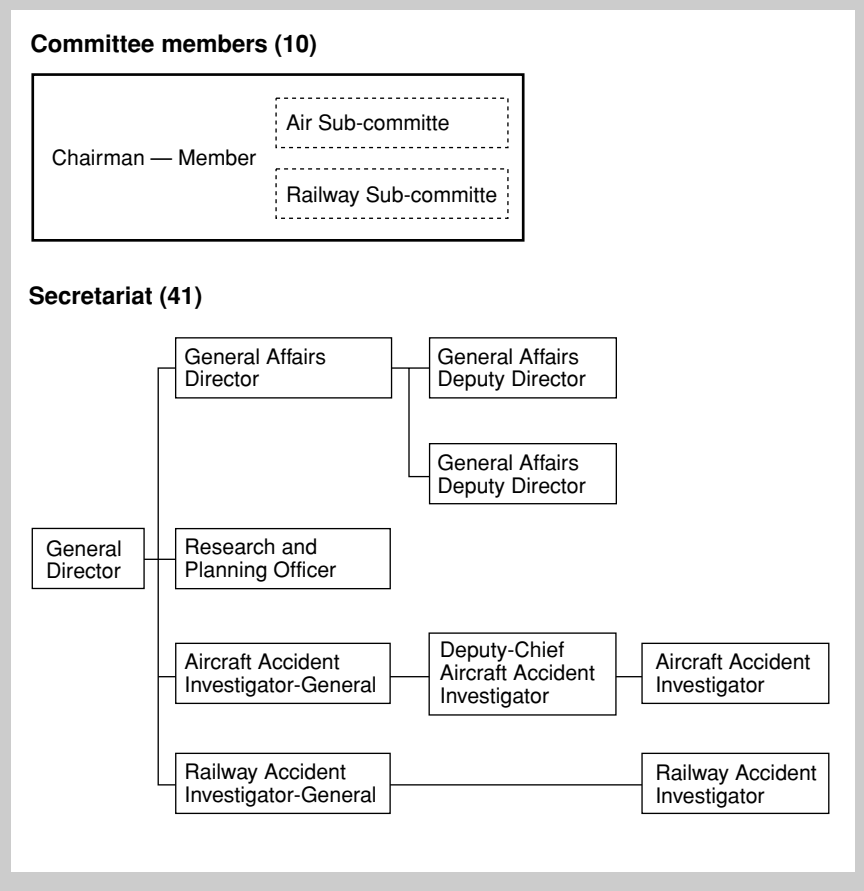 Committee members (10)
Chairman — Member
Air Sub-committe
Railway Sub-committe
Secretariat (41)
General Affairs
Director
General Affairs
Deputy Director
General Affairs
Deputy Director
General
Director
Research and
Planning Officer
Aircraft Accident
Investigator-General
Deputy-Chief
Aircraft Accident
Investigator
Aircraft Accident
Investigator
Railway Accident
Investigator-General
Railway Accident
Investigator